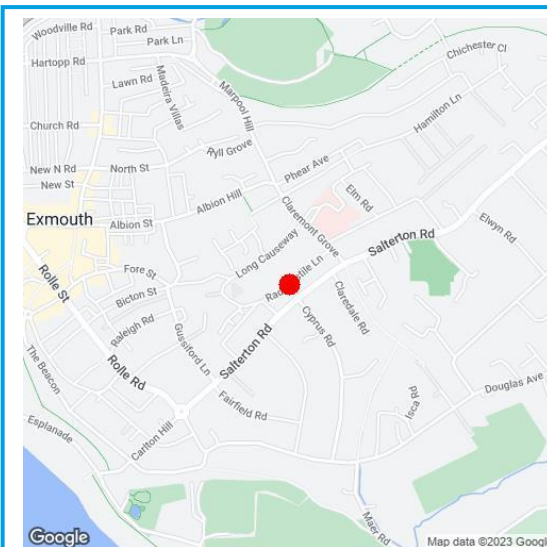 Woodville Rd
Park Rd
Park Ln
Hartopp Rd
Chichester Cl
Lawn Rd
Madeira Villas
Marpool Hill
Hamilton Ln
Church Rd
Ryll Grove
New N Rd
North St
Phear Ave
New St
Elm Rd
Albion Hill
Exmouth
Albion St
Claremont Grove
Salterton Rd
Elwyn Rd
Long Causeway
Rolle St
Fore St
Bicton St
Claredale Rd
Cyprus Rd
Raleigh Rd
Gussiford Ln
Salterton Rd
The Beacon
Rolle Rd
Douglas Ave
Isca Rd
Fairfield Rd
Esplanade
Carlton Hill
Maer Rd
Google
Map data ©2023 Google